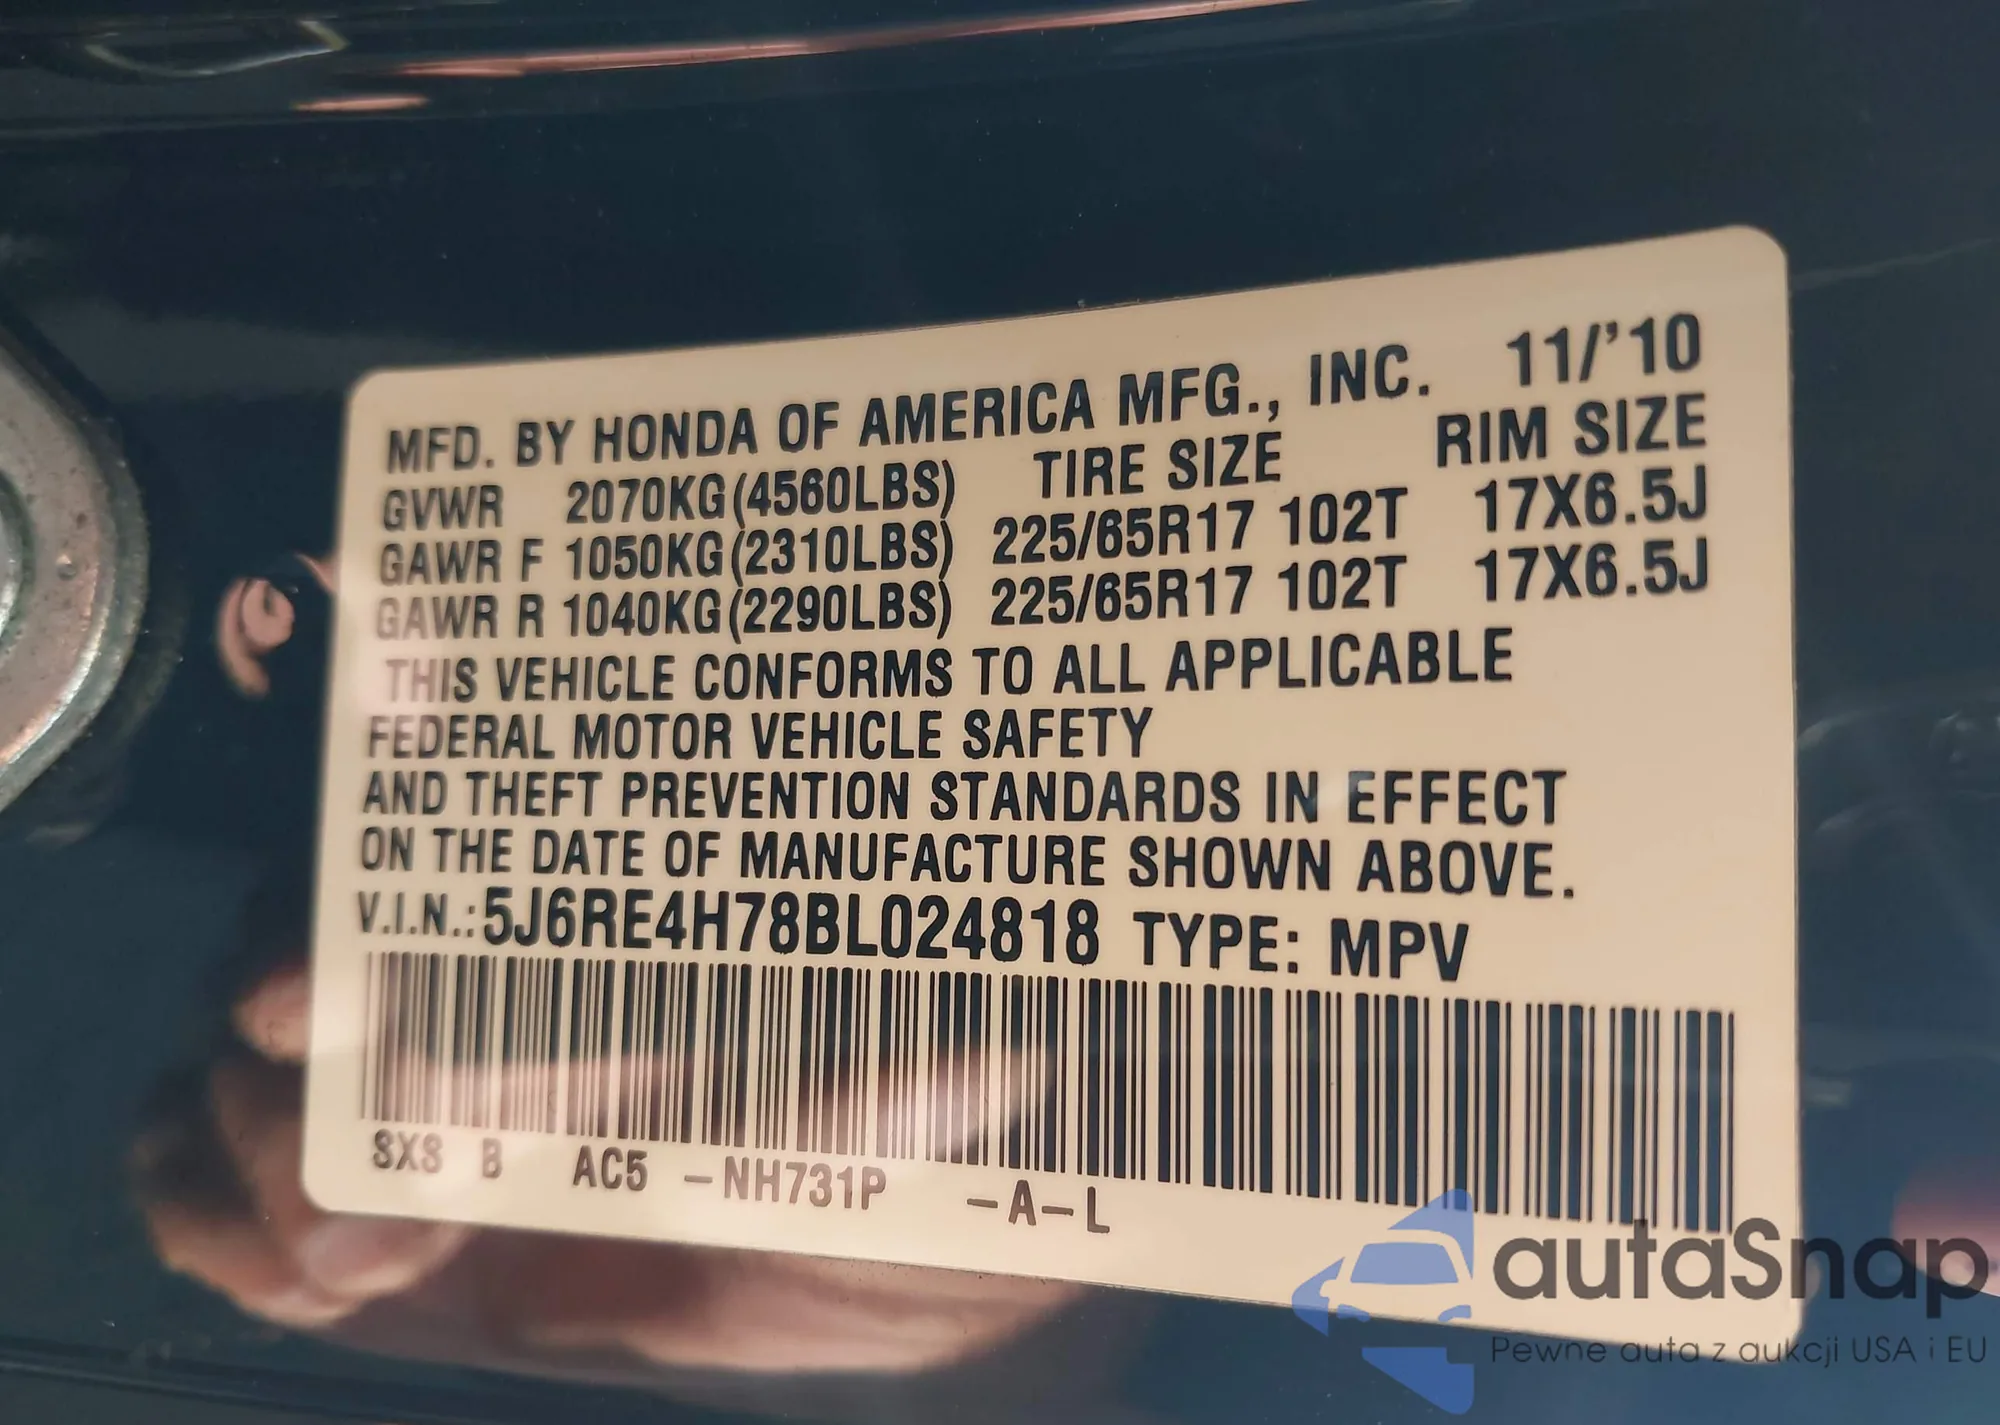 MFD. BY HONDA OF AMERICA MFG., INC. 11/'10
GVWR 2070KG(4560LBS) TIRE SIZE RIM SIZE
GAWR F 1050KG(2310LBS) 225/65R17 102T 17X6.5J
GAWR R 1040KG(2290LBS) 225/65R17 102T 17X6.5J
THIS VEHICLE CONFORMS TO ALL APPLICABLE
FEDERAL MOTOR VEHICLE SAFETY
AND THEFT PREVENTION STANDARDS IN EFFECT
ON THE DATE OF MANUFACTURE SHOWN ABOVE.
V.I.N.:5J6RE4H78BL024818 TYPE: MPV
SXS B AC5 -NH731P -A-L
autaSnap
Pewne auta z aukcji USA i EU